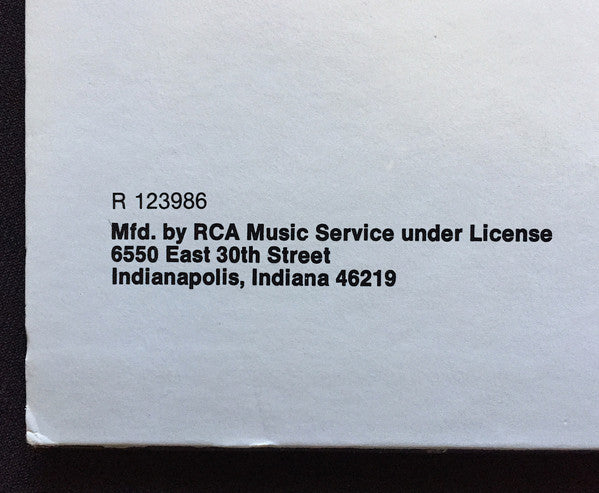 R 123986
Mfd. by RCA Music Service under License
6550 East 30th Street
Indianapolis, Indiana 46219